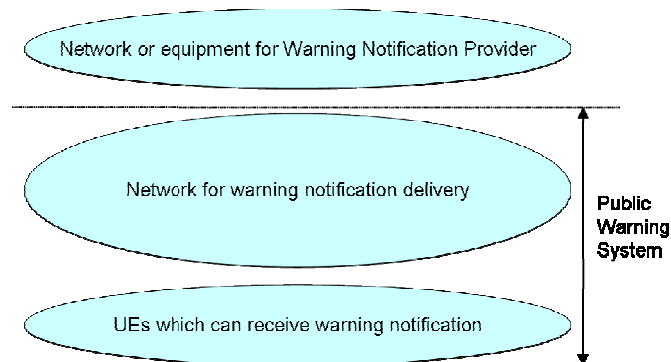 Network or equipment for Warning Notification Provider
Network for warning notification delivery
Public
Warning
System
UEs which can receive warning notification